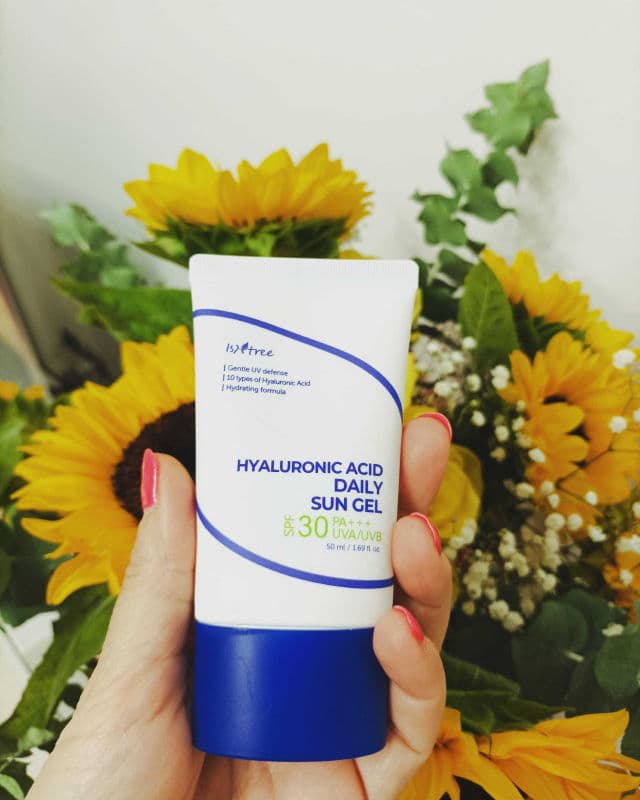 Isntree
| Gentle UV defense
| 10 types of Hyaluronic Acid
| Hydrating formula
HYALURONIC ACID
DAILY
SUN GEL
SPF 30 PA+++
UVA/UVB
50 ml / 1.69 fl. oz.